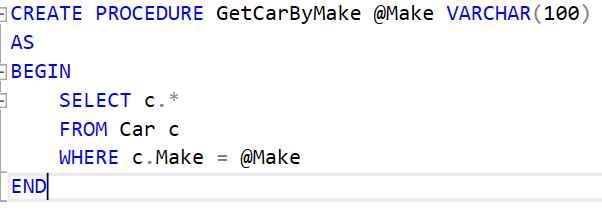 CREATE PROCEDURE GetCarByMake @Make VARCHAR(100)
AS
BEGIN
    SELECT c.*
    FROM Car c
    WHERE c.Make = @Make
END